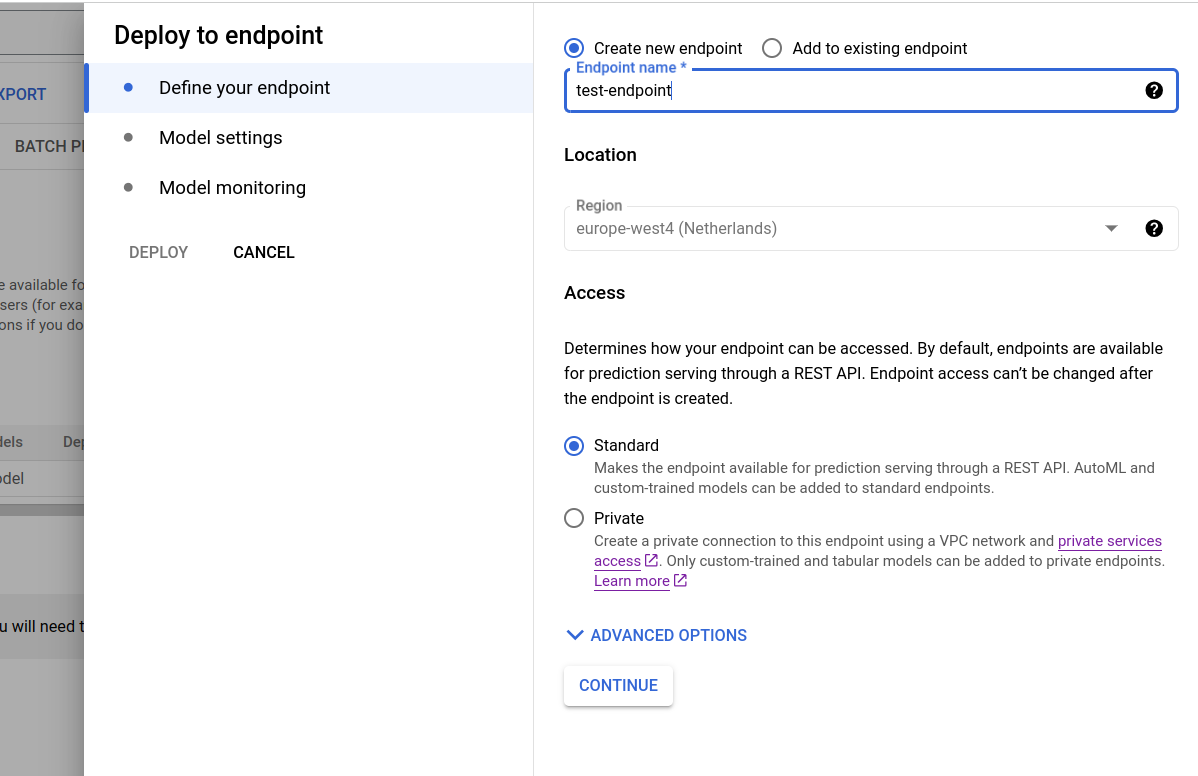 Deploy to endpoint
Define your endpoint
Model settings
Model monitoring
DEPLOY CANCEL
Create new endpoint Add to existing endpoint
Endpoint name *
test-endpoint
Location
Region
europe-west4 (Netherlands)
Access
Determines how your endpoint can be accessed. By default, endpoints are available
for prediction serving through a REST API. Endpoint access can’t be changed after
the endpoint is created.
Standard
Makes the endpoint available for prediction serving through a REST API. AutoML and
custom-trained models can be added to standard endpoints.
Private
Create a private connection to this endpoint using a VPC network and private services
access. Only custom-trained and tabular models can be added to private endpoints.
Learn more
ADVANCED OPTIONS
CONTINUE
XPORT
BATCH P
e available fo
sers (for exa
ons if you do
dels Dep
odel
u will need t